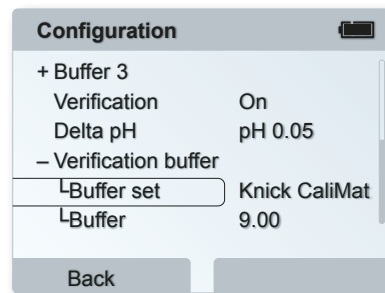 Configuration
+ Buffer 3
Verification On
Delta pH pH 0.05
– Verification buffer
└Buffer set Knick CaliMat
└Buffer 9.00
Back